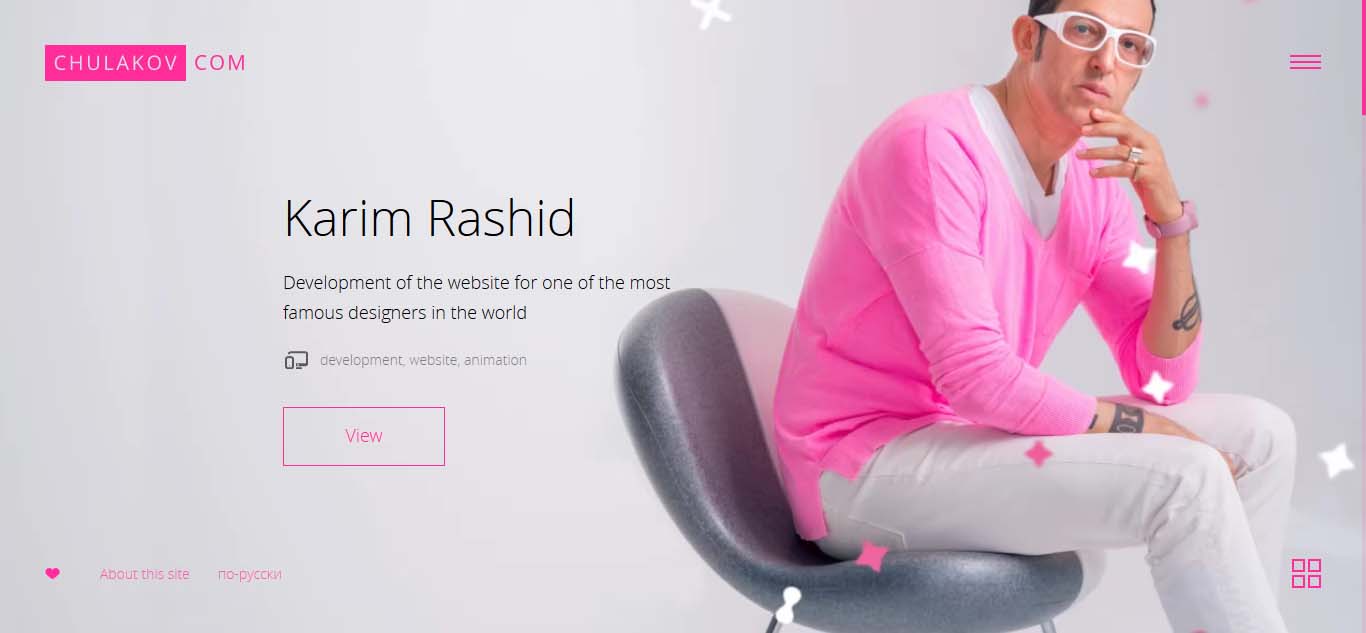 CHULAKOV COM
Karim Rashid
Development of the website for one of the most
famous designers in the world
development, website, animation
View
About this site по-русски